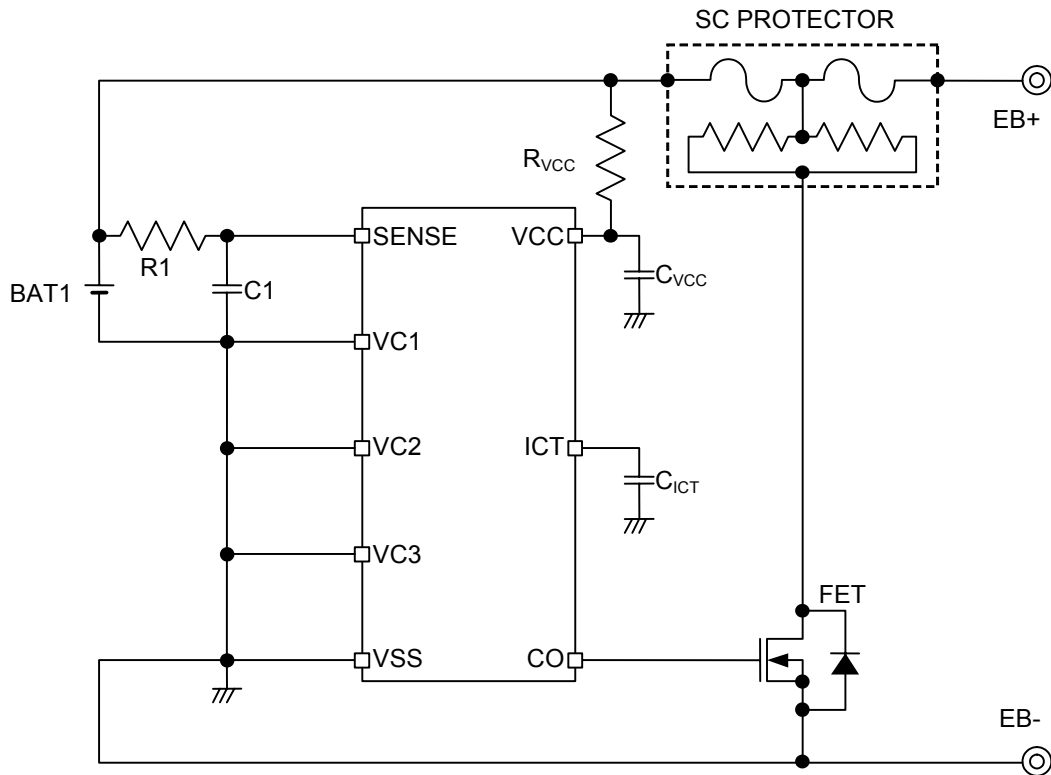 SC PROTECTOR
EB+
RVCC
SENSE
VCC
R1
BAT1
C1
CVCC
VC1
VC2
ICT
CICT
VC3
FET
VSS
CO
EB-